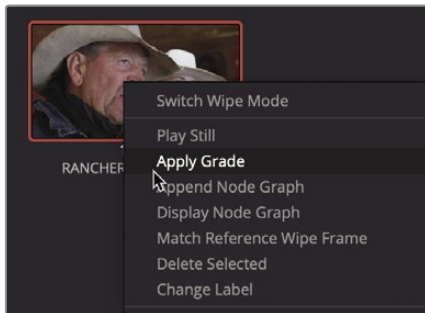 Switch Wipe Mode
Play Still
Apply Grade
RANCHER
Append Node Graph
Display Node Graph
Match Reference Wipe Frame
Delete Selected
Change Label